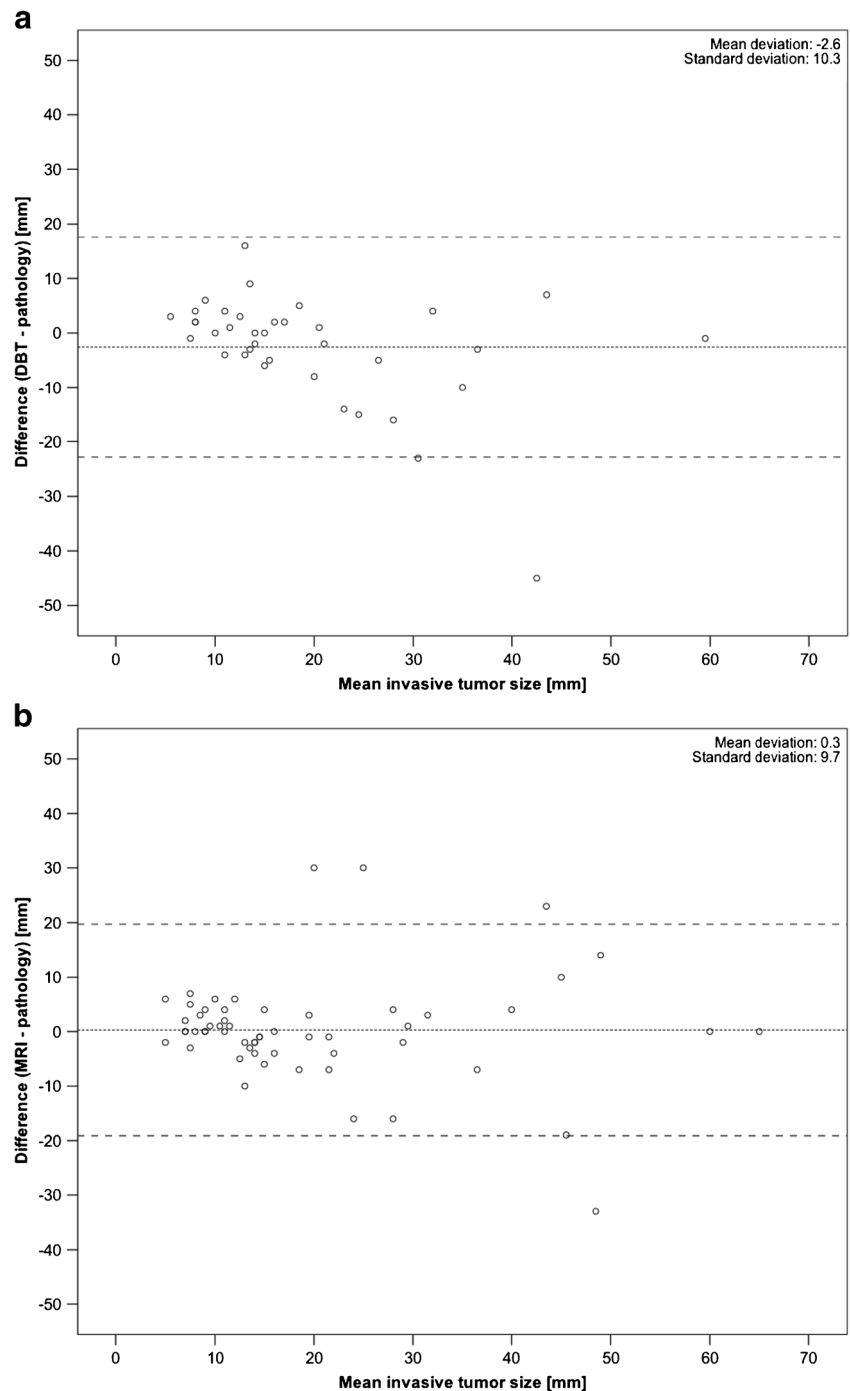 a
Mean deviation: -2.6
Standard deviation: 10.3
50
40
30
20
10
0
-10
-20
-30
-40
-50
Difference (DBT - pathology) [mm]
0 10 20 30 40 50 60 70
Mean invasive tumor size [mm]
b
Mean deviation: 0.3
Standard deviation: 9.7
50
40
30
20
10
0
-10
-20
-30
-40
-50
Difference (MRI - pathology) [mm]
0 10 20 30 40 50 60 70
Mean invasive tumor size [mm]